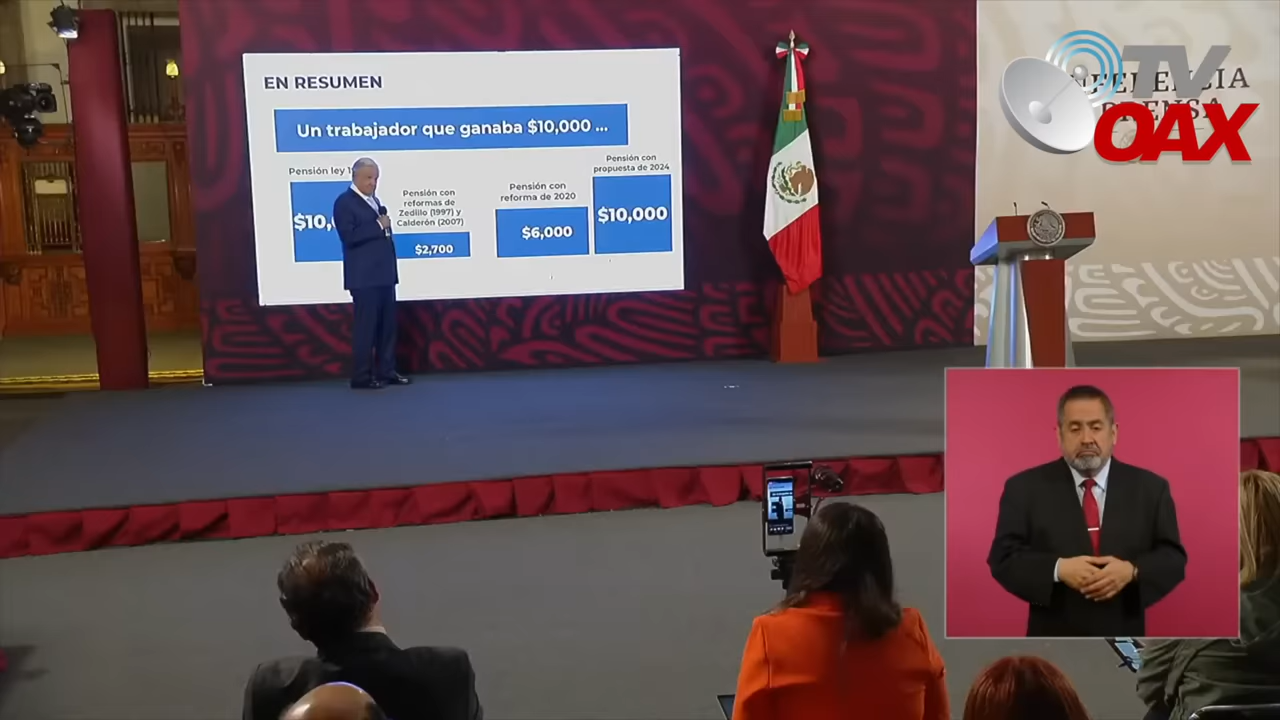 EN RESUMEN
Un trabajador que ganaba $10,000 ...
Pensión ley
$10,
Pensión con
reformas de
Zedillo (1997) y
Calderón (2007)
$2,700
Pensión con
reforma de 2020
$6,000
Pensión con
propuesta de 2024
$10,000
TV
OAX